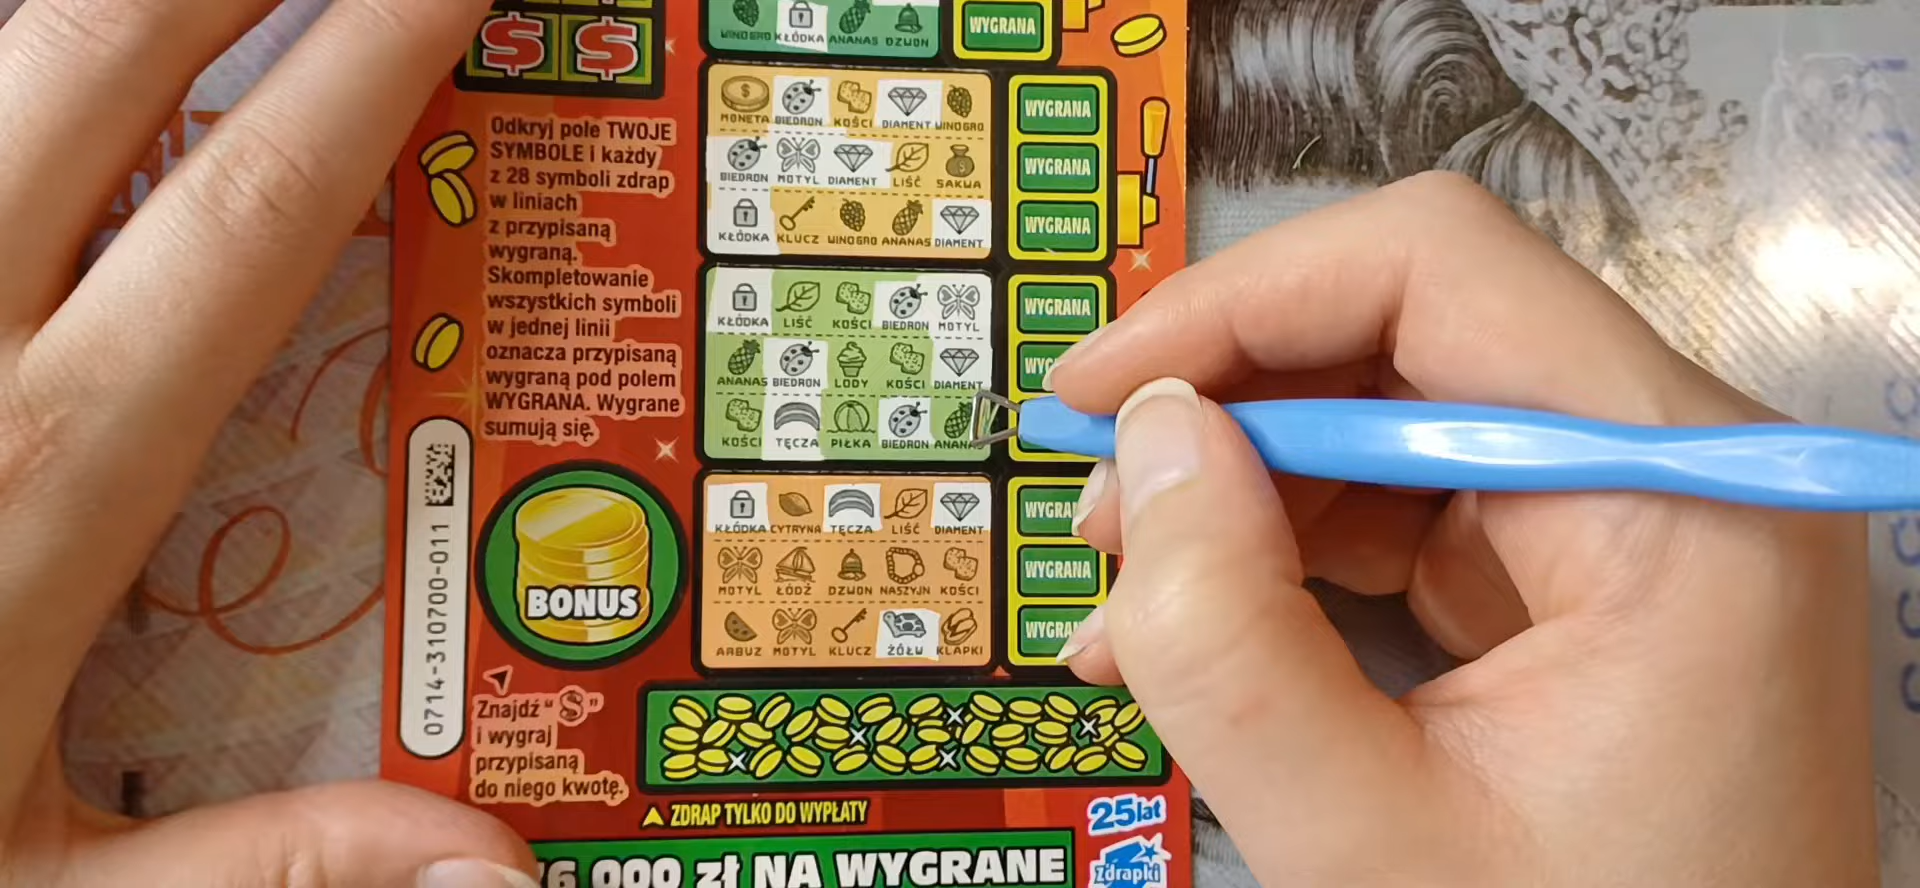 $ $
WINOGRO KŁÓDKA ANANAS DZWON
WYGRANA
Odkryj pole TWOJE
SYMBOLE i każdy
z 28 symboli zdrap
w liniach
z przypisaną
wygraną.
Skompletowanie
wszystkich symboli
w jednej linii
oznacza przypisaną
wygraną pod polem
WYGRANA. Wygrane
sumują się.
MONETA BIEDRON KOŚCI DIAMENT WINOGRO
WYGRANA
BIEDRON MOTYL DIAMENT LIŚĆ SAKWA
WYGRANA
KŁÓDKA KLUCZ WINOGRO ANANAS DIAMENT
WYGRANA
KŁÓDKA LIŚĆ KOŚCI BIEDRON MOTYL
WYGRANA
ANANAS BIEDRON LODY KOŚCI DIAMENT
KOŚCI TĘCZA PIŁKA BIEDRON ANANAS
KŁÓDKA CYTRYNA TĘCZA LIŚĆ DIAMENT
WYGRANA
MOTYL ŁÓDŹ DZWON NASZYJN KOŚCI
WYGRANA
ARBUZ MOTYL KLUCZ ŻÓŁW KLAPKI
WYGRANA
07714-310700-011
BONUS
Znajdź "$"
i wygraj
przypisaną
do niego kwotę.
ZDRAP TYLKO DO WYPŁATY
25lat
Zdrapki
000 zł NA WYGRANE